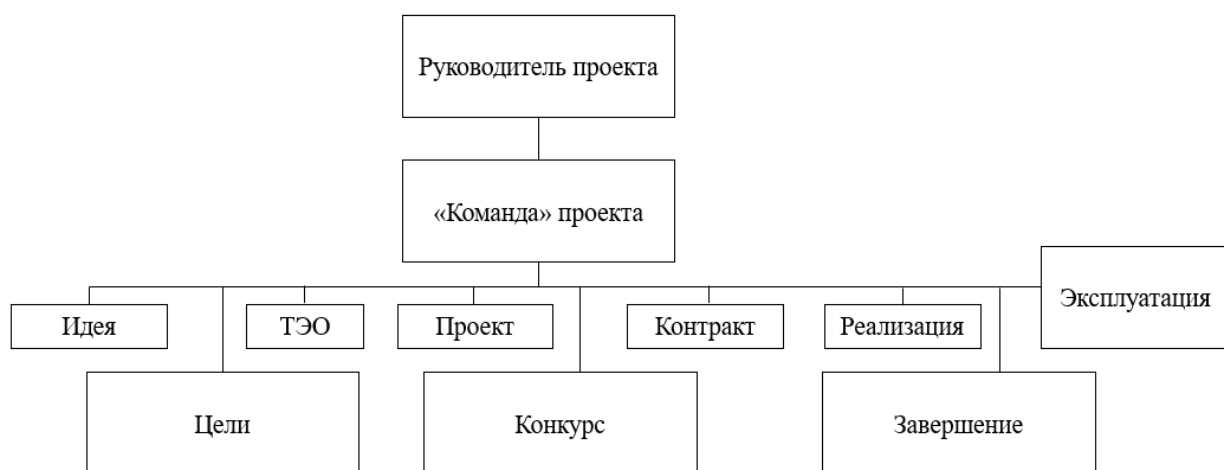 Руководитель проекта
«Команда» проекта
Эксплуатация
Идея
ТЭО
Проект
Контракт
Реализация
Цели
Конкурс
Завершение